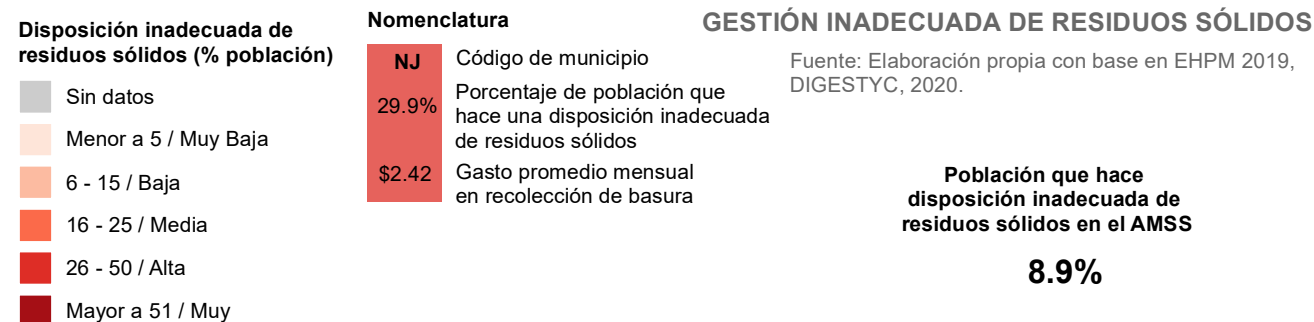 Disposición inadecuada de
residuos sólidos (% población)
Sin datos
Menor a 5 / Muy Baja
6 - 15 / Baja
16 - 25 / Media
26 - 50 / Alta
Mayor a 51 / Muy
Nomenclatura
NJ
Código de municipio
29.9%
Porcentaje de población que
hace una disposición inadecuada
de residuos sólidos
$2.42
Gasto promedio mensual
en recolección de basura
GESTIÓN INADECUADA DE RESIDUOS SÓLIDOS
Fuente: Elaboración propia con base en EHPM 2019,
DIGESTYC, 2020.
Población que hace
disposición inadecuada de
residuos sólidos en el AMSS
8.9%